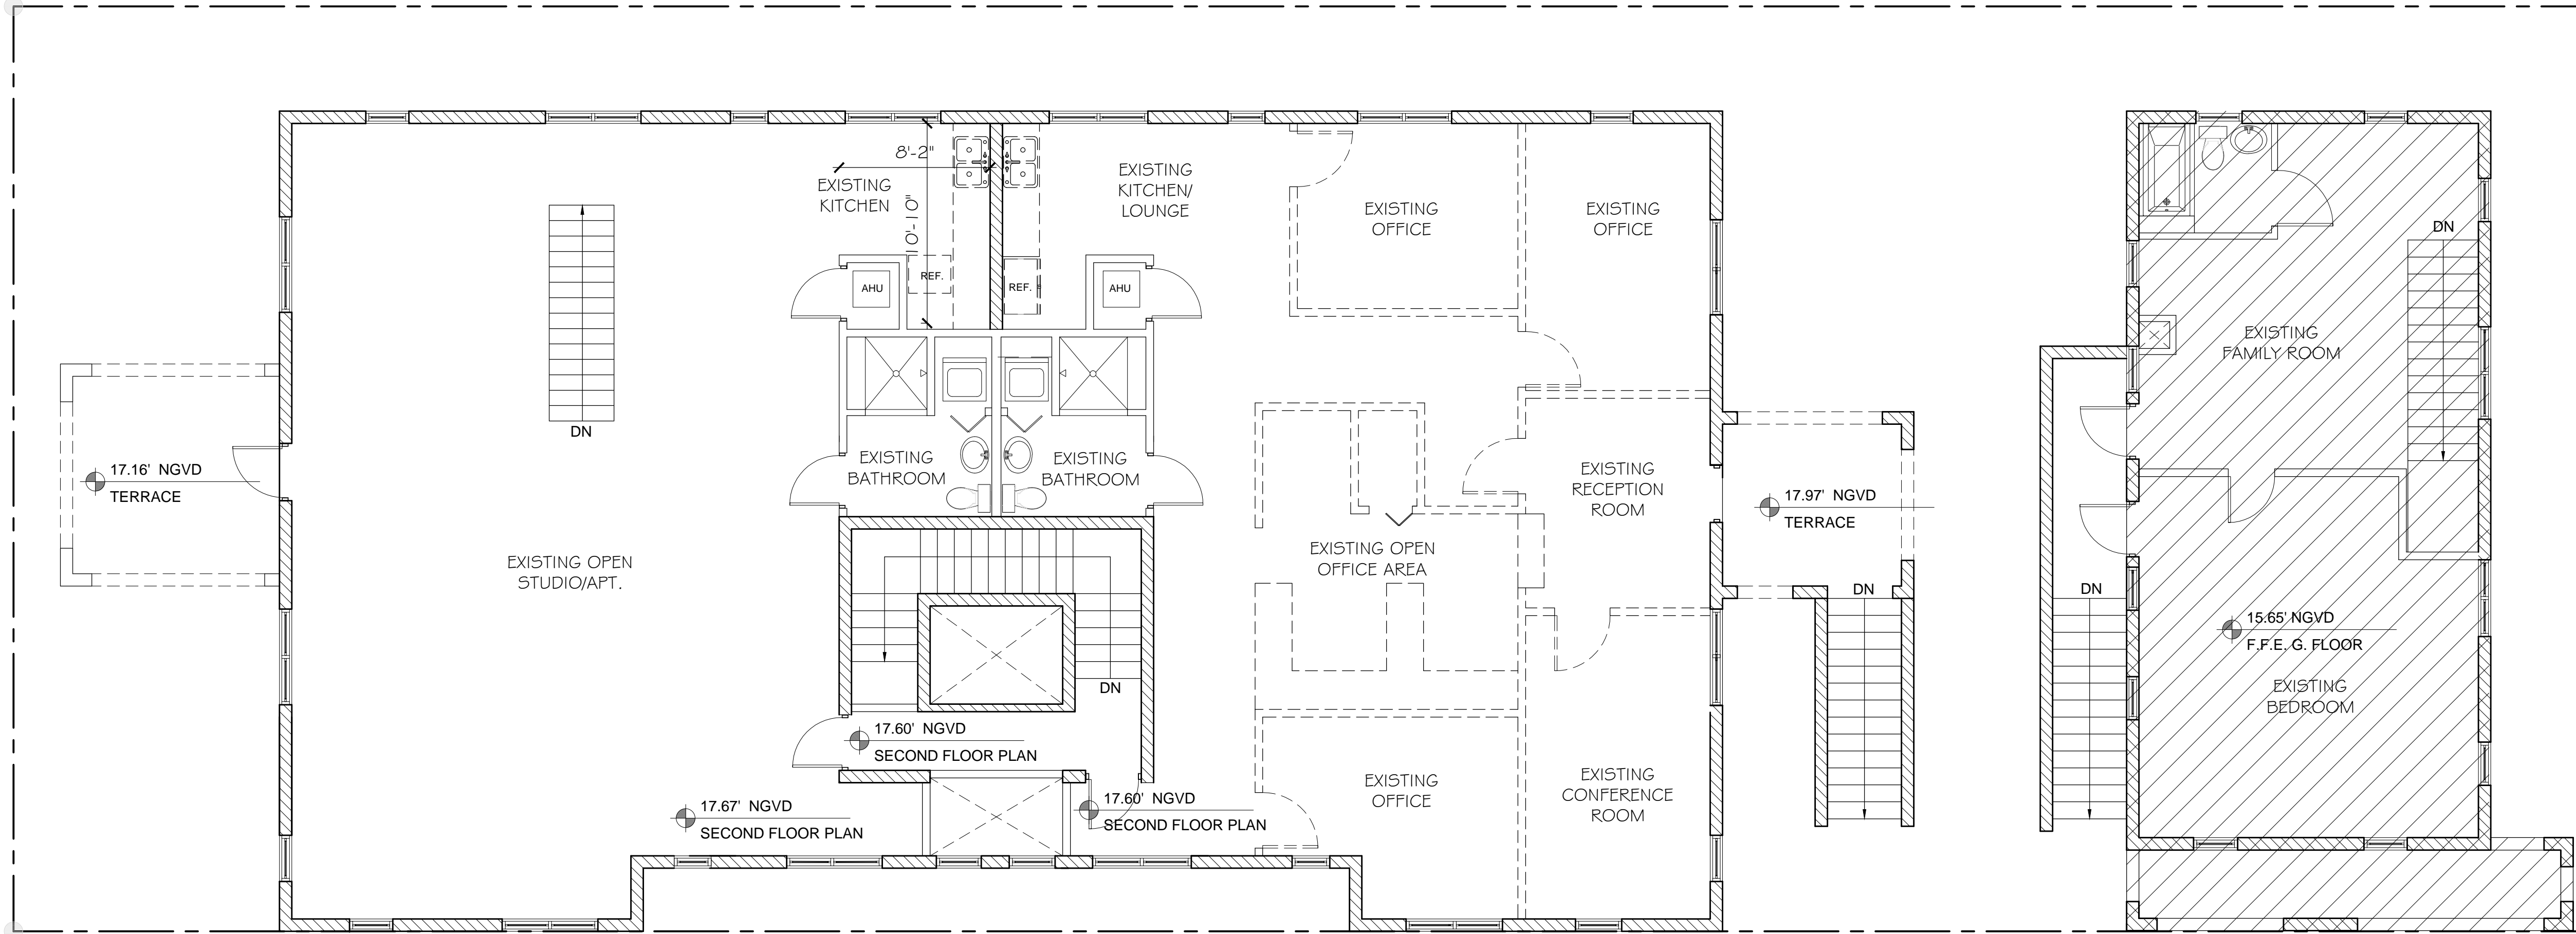 8'-2"
10'-10"
EXISTING
KITCHEN
EXISTING
KITCHEN/
LOUNGE
EXISTING
OFFICE
EXISTING
OFFICE
REF.
REF.
AHU
AHU
DN
EXISTING
BATHROOM
EXISTING
BATHROOM
17.16' NGVD
TERRACE
EXISTING OPEN
STUDIO/APT.
EXISTING OPEN
OFFICE AREA
EXISTING
RECEPTION
ROOM
17.97' NGVD
TERRACE
DN
DN
17.60' NGVD
SECOND FLOOR PLAN
17.67' NGVD
SECOND FLOOR PLAN
17.60' NGVD
SECOND FLOOR PLAN
EXISTING
OFFICE
EXISTING
CONFERENCE
ROOM
DN
EXISTING
FAMILY ROOM
DN
15.65' NGVD
F.F.E. G. FLOOR
EXISTING
BEDROOM